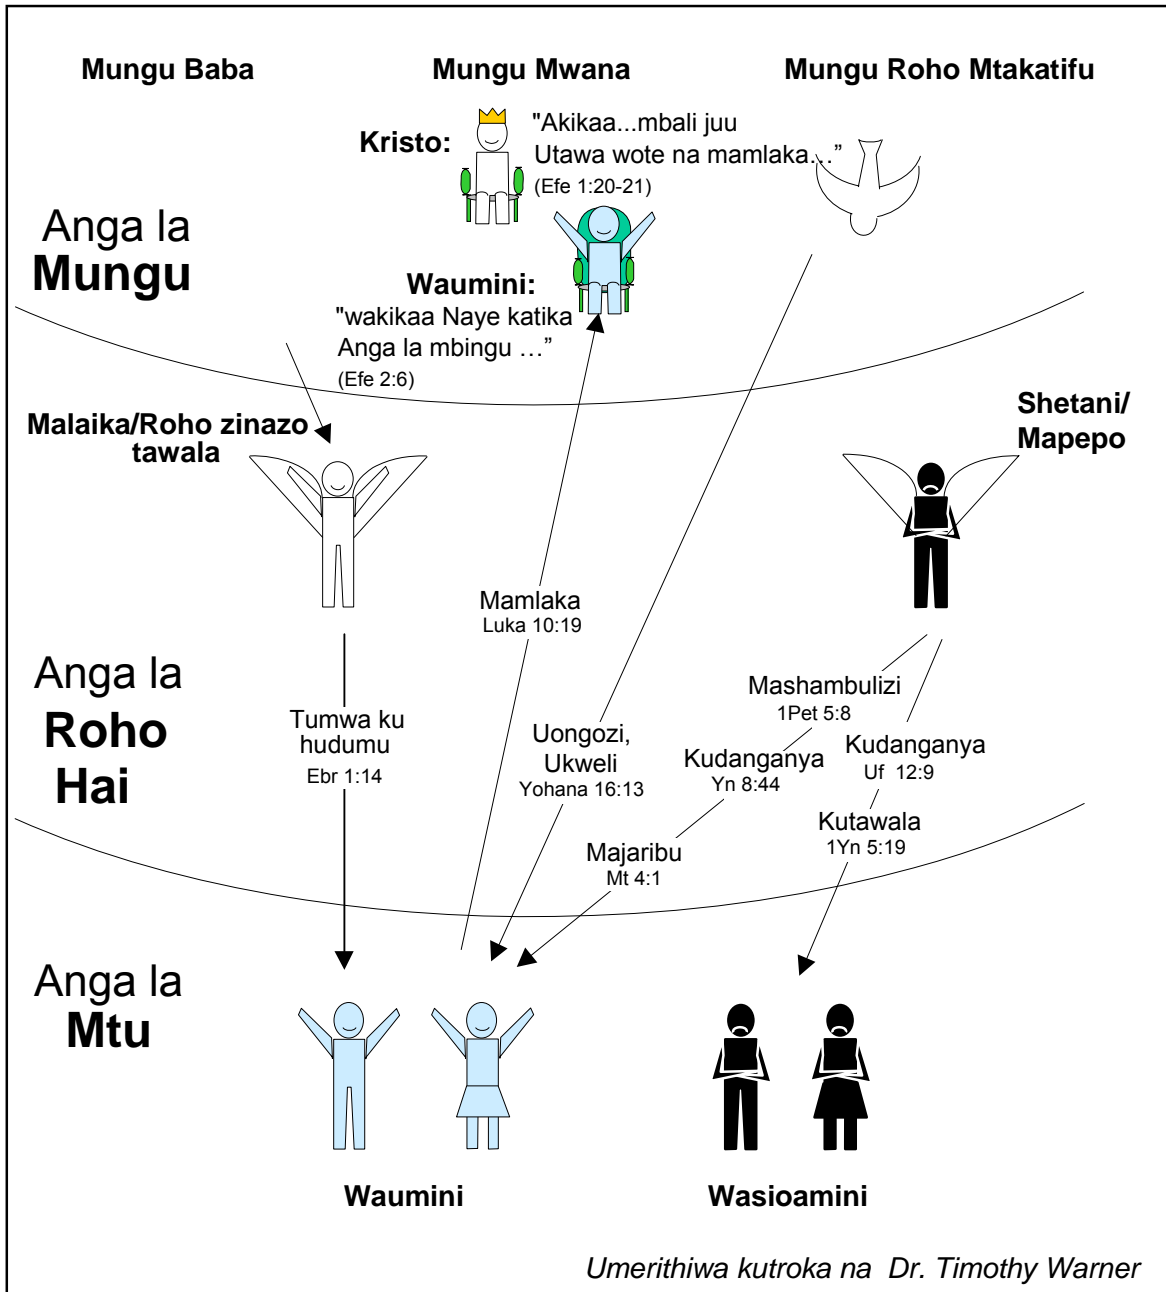 Mungu Baba
Mungu Mwana
Mungu Roho Mtakatifu
Kristo:
"Akikaa...mbali juu
Utawa wote na mamlaka…”
(Efe 1:20-21)
Anga la
Mungu
Waumini:
"wakikaa Naye katika
Anga la mbingu …”
(Efe 2:6)
Malaika/Roho zinazo
tawala
Shetani/
Mapepo
Anga la
Roho
Hai
Mamlaka
Luka 10:19
Tumwa ku
hudumu
Ebr 1:14
Uongozi,
Ukweli
Yohana 16:13
Mashambulizi
1Pet 5:8
Kudanganya
Yn 8:44
Majaribu
Mt 4:1
Kudanganya
Uf  12:9
Kutawala
1Yn 5:19
Anga la
Mtu
Waumini
Wasioamini
Umerithiwa kutroka na  Dr. Timothy Warner